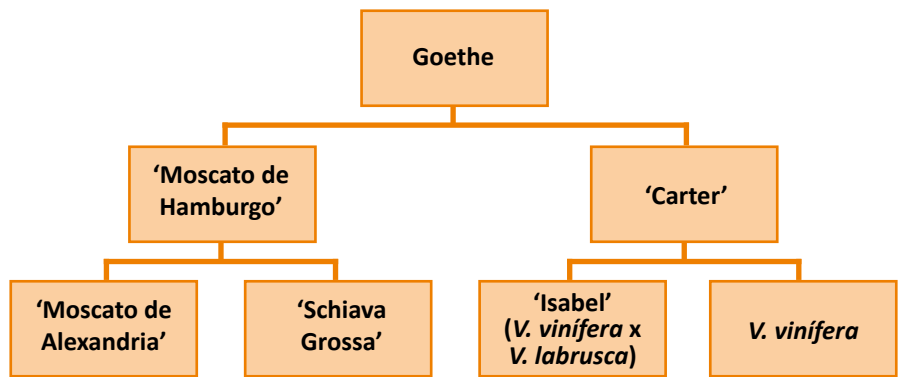 Goethe
‘Moscato de
Hamburgo’
‘Carter’
‘Moscato de
Alexandria’
‘Schiava
Grossa’
‘Isabel’
(V. vinífera x
V. labrusca)
V. vinífera